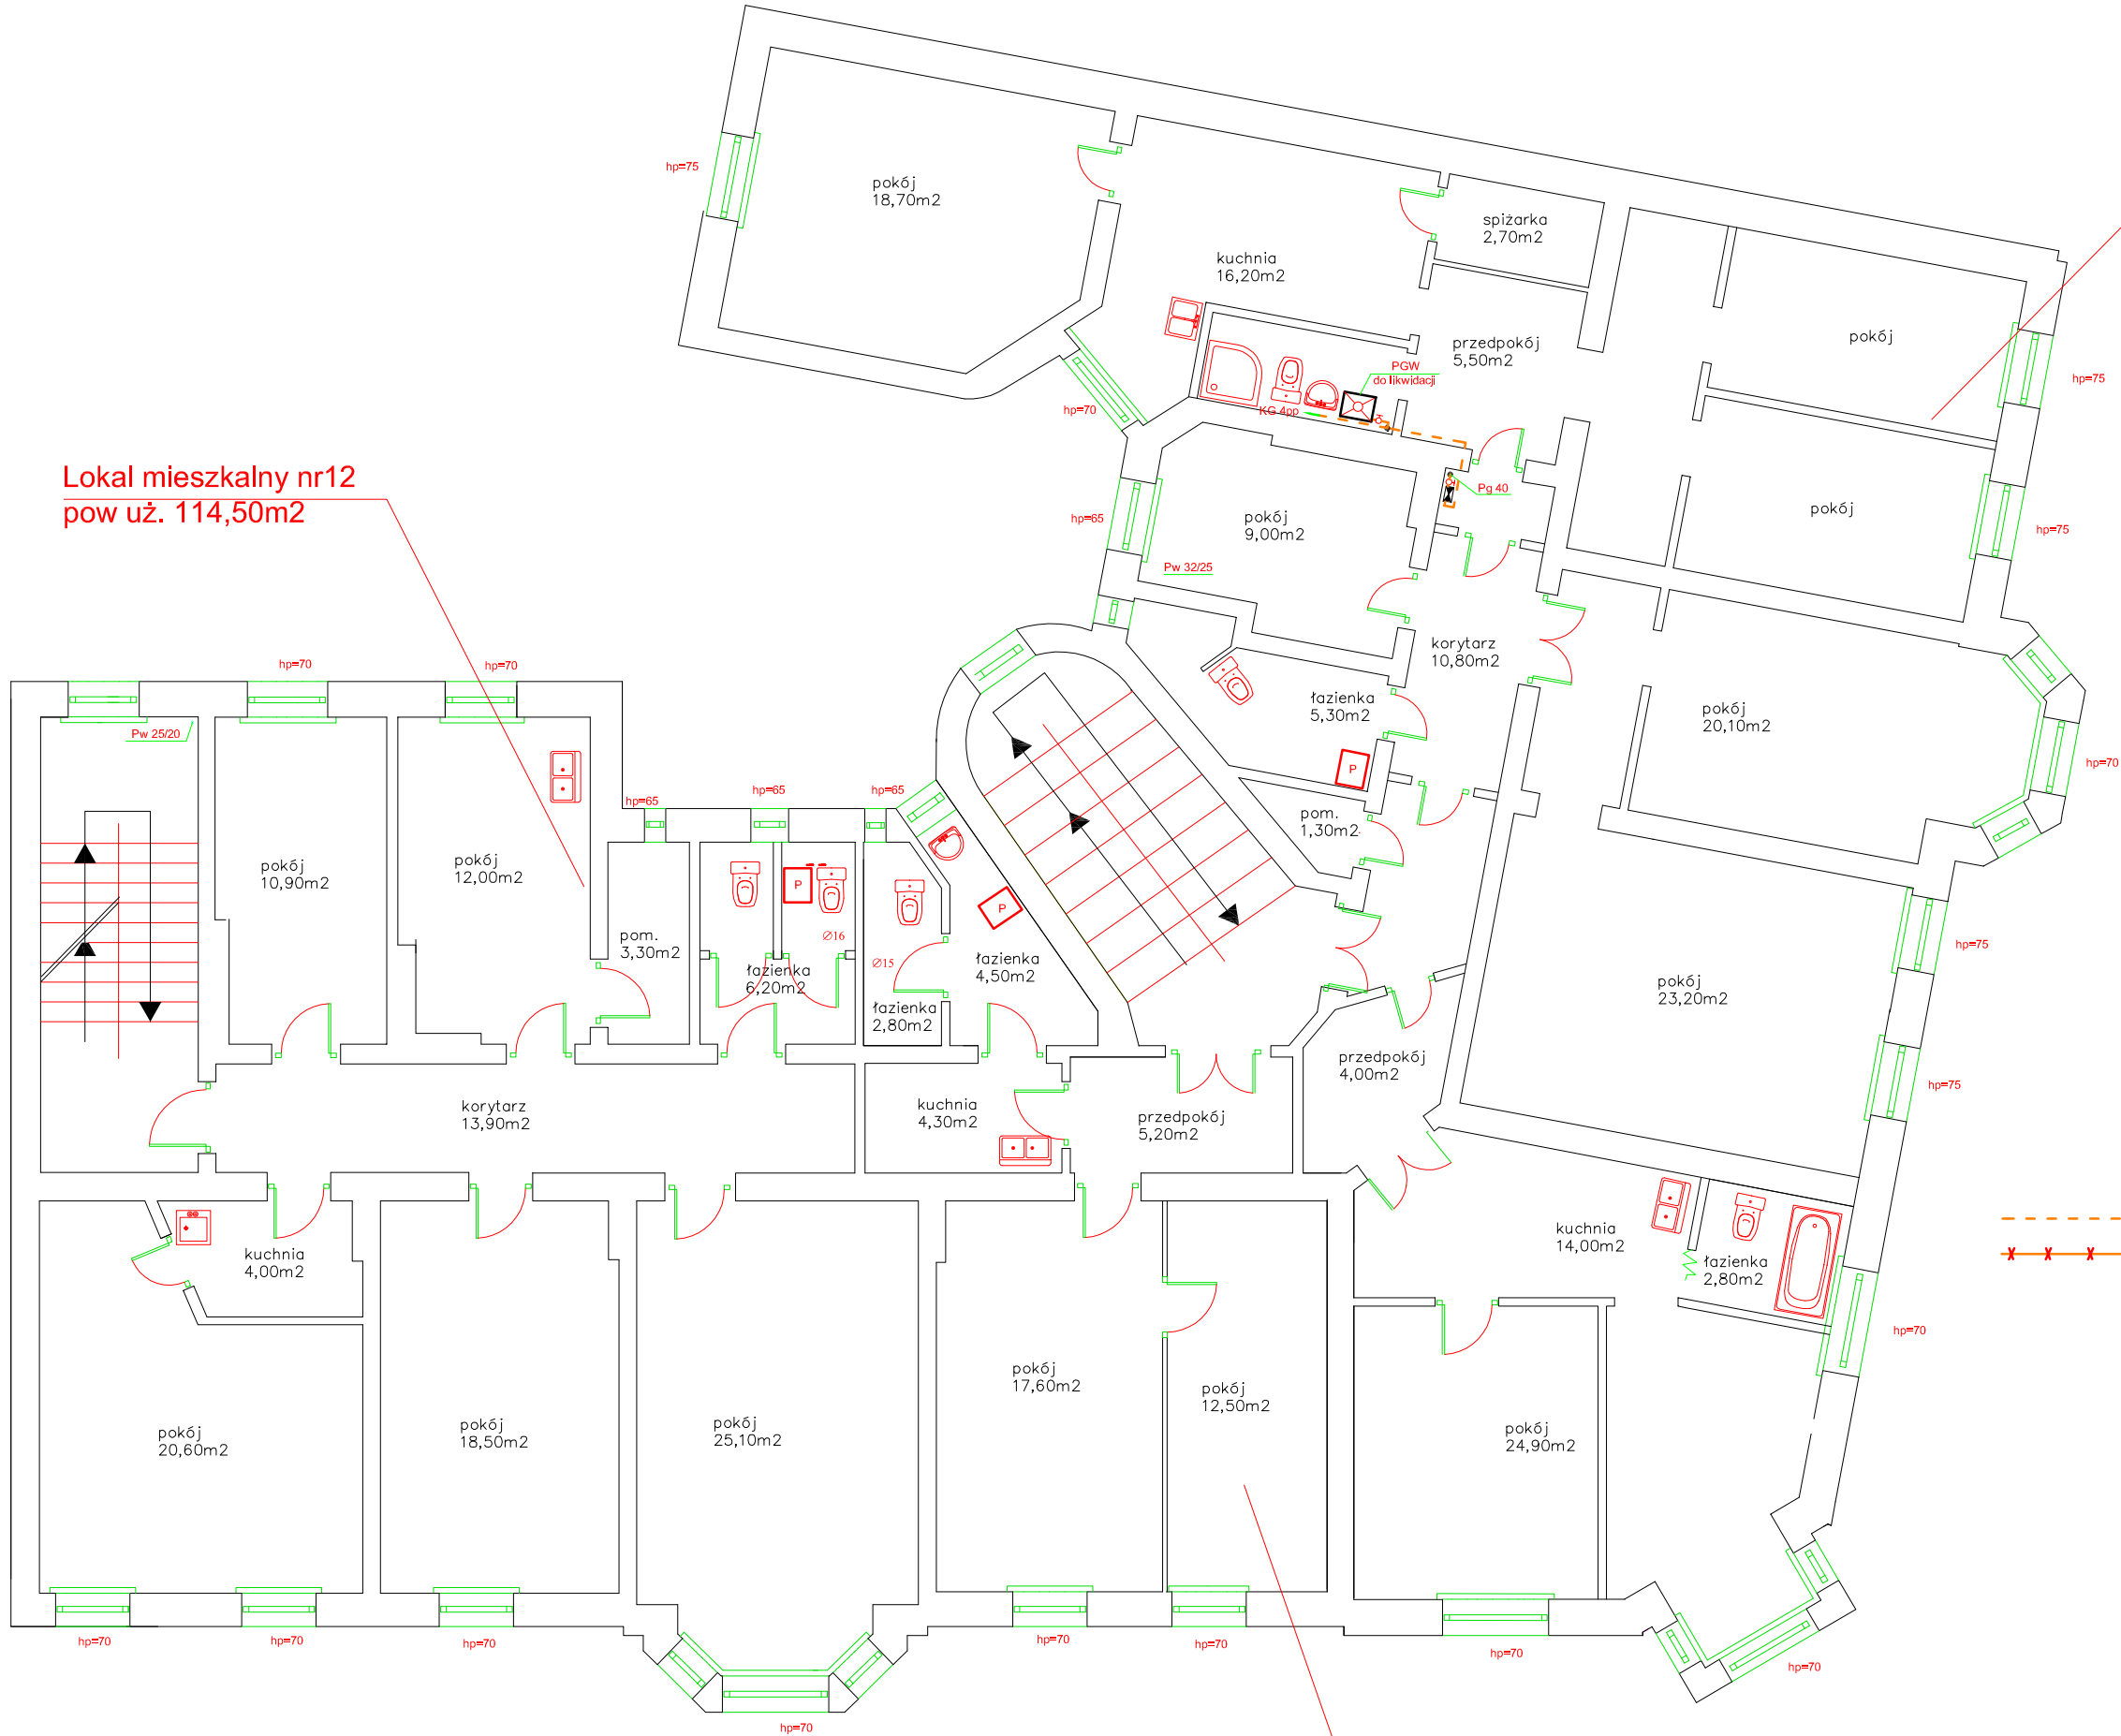 hp=75
pokój
18,70m2
spiżarka
2,70m2
kuchnia
16,20m2
przedpokój
5,50m2
PGW
do likwidacji
KG 4pp
hp=70
pokój
hp=75
pokój
hp=75
Lokal mieszkalny nr12
pow uż. 114,50m2
Pg 40
pokój
9,00m2
hp=65
Pw 32/25
korytarz
10,80m2
łazienka
5,30m2
P
pokój
20,10m2
hp=70
pom.
1,30m2
hp=70
hp=70
Pw 25/20
hp=65
hp=65
hp=65
pokój
10,90m2
pokój
12,00m2
pom.
3,30m2
P
Ø16
łazienka
6,20m2
Ø15
łazienka
2,80m2
P
łazienka
4,50m2
pokój
23,20m2
hp=75
hp=75
przedpokój
4,00m2
korytarz
13,90m2
kuchnia
4,30m2
przedpokój
5,20m2
kuchnia
4,00m2
kuchnia
14,00m2
łazienka
2,80m2
hp=70
pokój
20,60m2
pokój
18,50m2
pokój
25,10m2
pokój
17,60m2
pokój
12,50m2
pokój
24,90m2
hp=70
hp=70
hp=70
hp=70
hp=70
hp=70
hp=70
hp=70